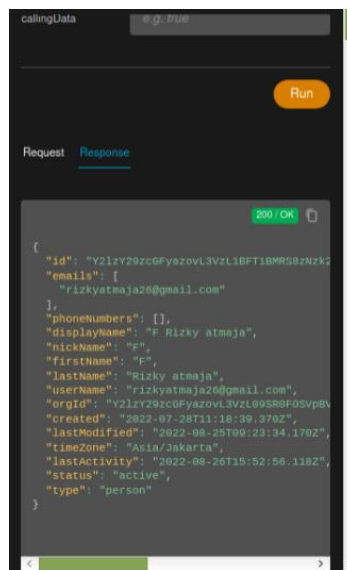 callingData e.g. true
Run
Request Response
200 / OK
{
"id": "Y2lzY29zcGFyazovL3VzL1BFT1BMRS8zNzk2
"emails": [
"rizkyatmaja26@gmail.com"
],
"phoneNumbers": [],
"displayName": "F Rizky atmaja",
"nickName": "F",
"firstName": "F",
"lastName": "Rizky atmaja",
"userName": "rizkyatmaja26@gmail.com",
"orgId": "Y2lzY29zcGFyazovL3VzL09SR0FOSVpBV
"created": "2022-07-28T11:18:39.370Z",
"lastModified": "2022-08-25T09:23:34.170Z",
"timeZone": "Asia/Jakarta",
"lastActivity": "2022-08-26T15:52:56.118Z",
"status": "active",
"type": "person"
}